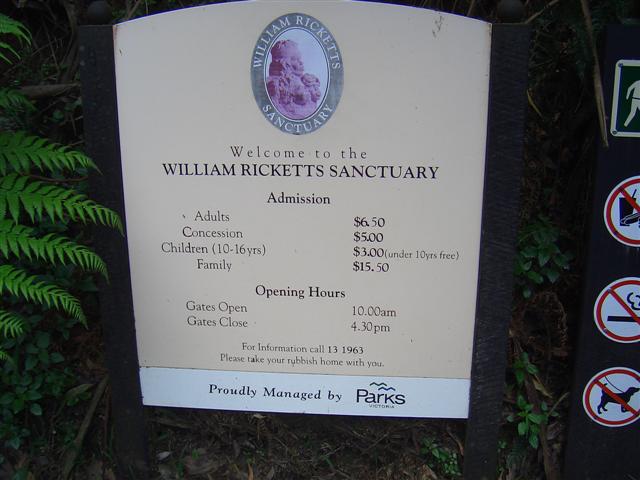 WILLIAM RICKETTS
SANCTUARY
Welcome to the
WILLIAM RICKETTS SANCTUARY
Admission
Adults $6.50
Concession $5.00
Children (10-16yrs) $3.00 (under 10yrs free)
Family $15.50
Opening Hours
Gates Open 10.00am
Gates Close 4.30pm
For Information call 13 1963
Please take your rubbish home with you.
Proudly Managed by Parks
VICTORIA